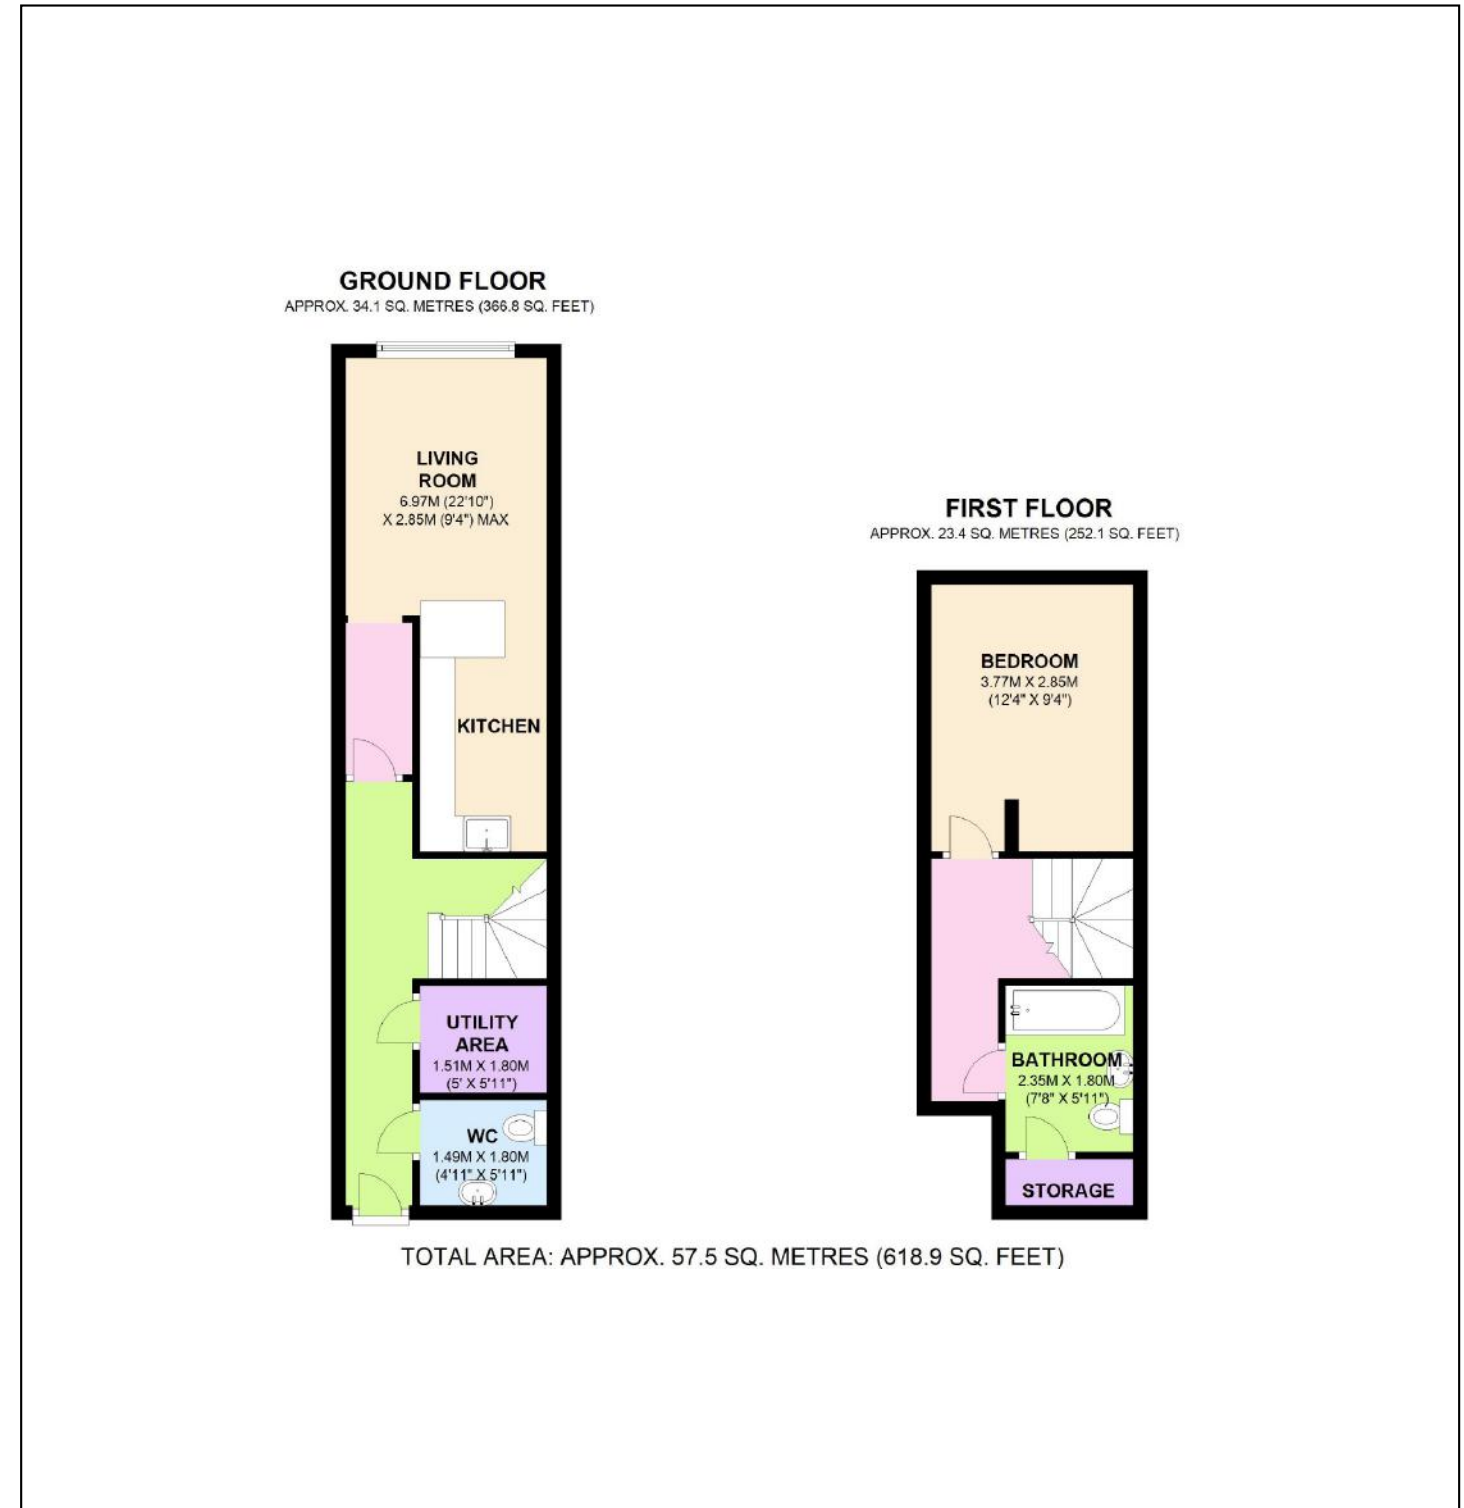 GROUND FLOOR
APPROX. 34.1 SQ. METRES (366.8 SQ. FEET)
LIVING
ROOM
6.97M (22'10")
X 2.85M (9'4") MAX
KITCHEN
UTILITY
AREA
1.51M X 1.80M
(5' X 5'11")
WC
1.49M X 1.80M
(4'11" X 5'11")
FIRST FLOOR
APPROX. 23.4 SQ. METRES (252.1 SQ. FEET)
BEDROOM
3.77M X 2.85M
(12'4" X 9'4")
BATHROOM
2.35M X 1.80M
(7'8" X 5'11")
STORAGE
TOTAL AREA: APPROX. 57.5 SQ. METRES (618.9 SQ. FEET)